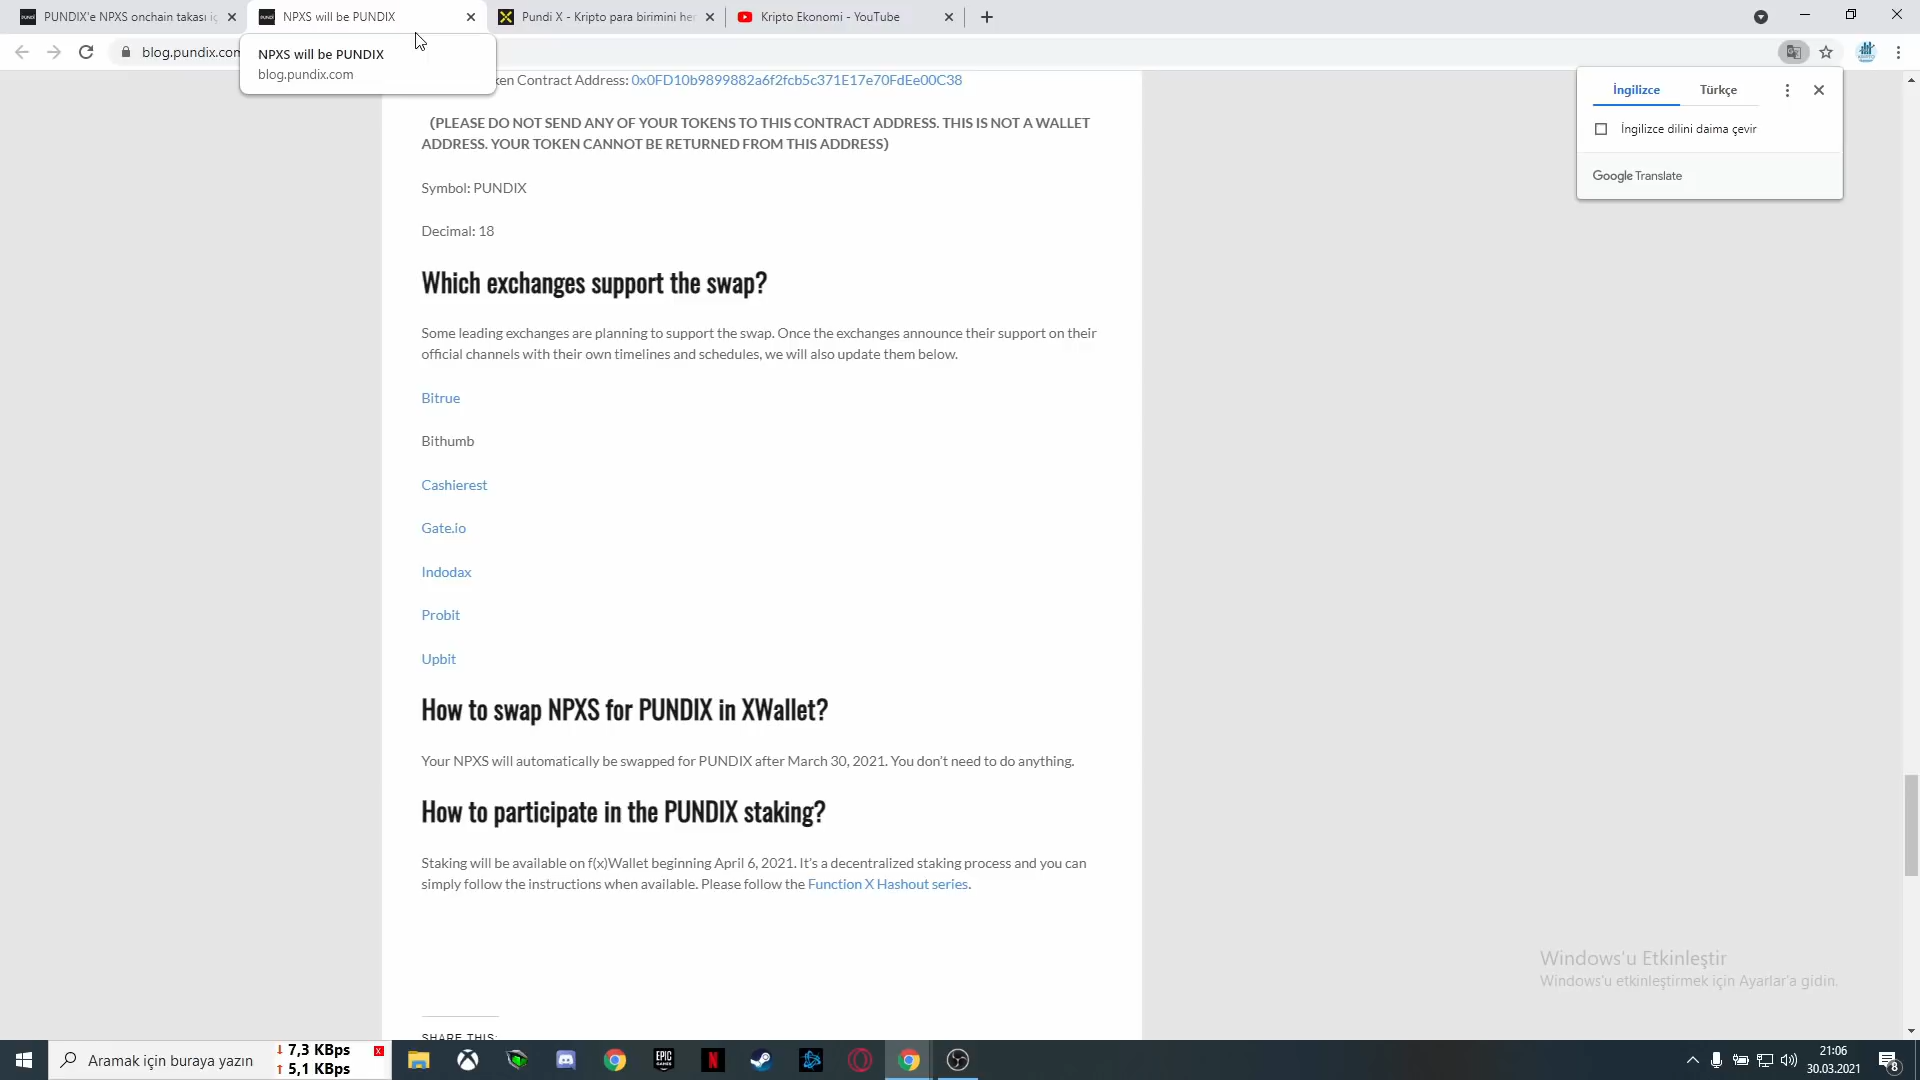 PUNDIX'e NPXS onchain takası iç
NPXS will be PUNDIX
Pundi X - Kripto para birimini her
Kripto Ekonomi - YouTube
blog.pundix.com
NPXS will be PUNDIX
blog.pundix.com
ken Contract Address: 0x0FD10b9899882a6f2fcb5c371E17e70FdEe00C38
(PLEASE DO NOT SEND ANY OF YOUR TOKENS TO THIS CONTRACT ADDRESS. THIS IS NOT A WALLET
ADDRESS. YOUR TOKEN CANNOT BE RETURNED FROM THIS ADDRESS)
Symbol: PUNDIX
Decimal: 18
Which exchanges support the swap?
Some leading exchanges are planning to support the swap. Once the exchanges announce their support on their
official channels with their own timelines and schedules, we will also update them below.
Bitrue
Bithumb
Cashierest
Gate.io
Indodax
Probit
Upbit
How to swap NPXS for PUNDIX in XWallet?
Your NPXS will automatically be swapped for PUNDIX after March 30, 2021. You don't need to do anything.
How to participate in the PUNDIX staking?
Staking will be available on f(x)Wallet beginning April 6, 2021. It's a decentralized staking process and you can
simply follow the instructions when available. Please follow the Function X Hashout series.
SHARE THIS:
İngilizce
Türkçe
İngilizce dilini daima çevir
Google Translate
Windows'u Etkinleştir
Windows'u etkinleştirmek için Ayarlar'a gidin.
Aramak için buraya yazın
↓ 7,3 KBps
↑ 5,1 KBps
x
EPIC
GAMES
N
21:06
30.03.2021
8